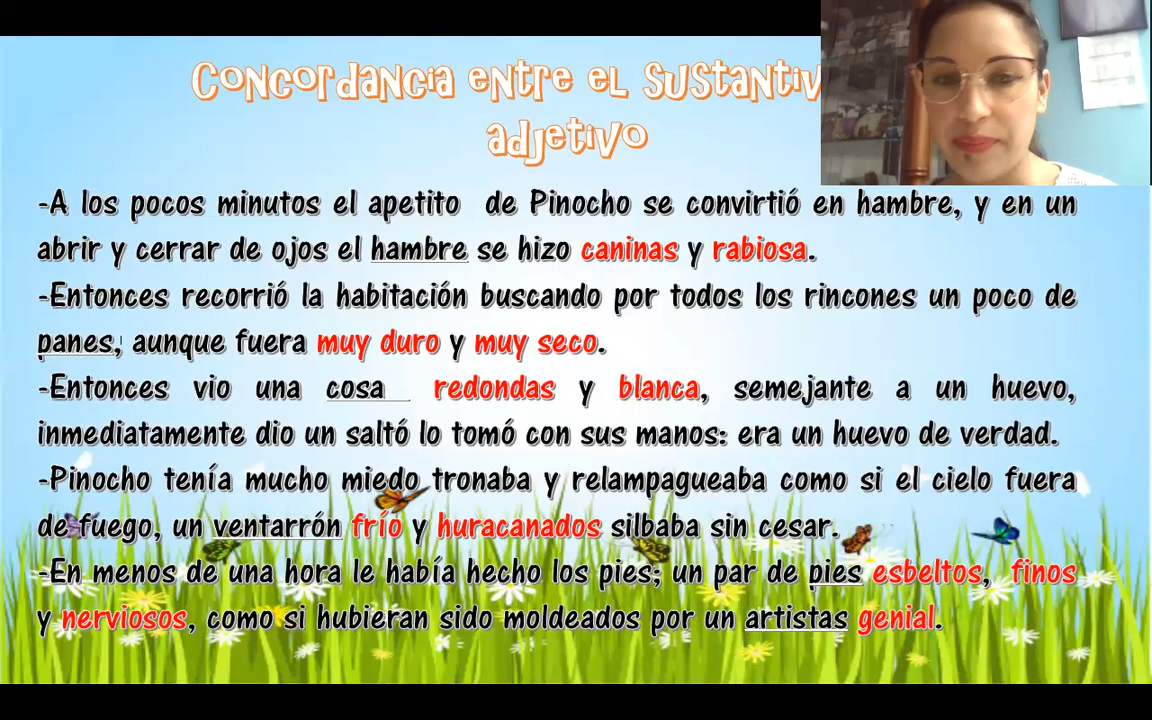 Concordancia entre el sustantiv
adjetivo
-A los pocos minutos el apetito de Pinocho se convirtió en hambre, y en un
abrir y cerrar de ojos el hambre se hizo caninas y rabiosa.
-Entonces recorrió la habitación buscando por todos los rincones un poco de
panes, aunque fuera muy duro y muy seco.
-Entonces vio una cosa redondas y blanca, semejante a un huevo,
inmediatamente dio un saltó lo tomó con sus manos: era un huevo de verdad.
-Pinocho tenía mucho miedo tronaba y relampagueaba como si el cielo fuera
de fuego, un ventarrón frío y huracanados silbaba sin cesar.
-En menos de una hora le había hecho los pies; un par de pies esbeltos, finos
y nerviosos, como si hubieran sido moldeados por un artistas genial.